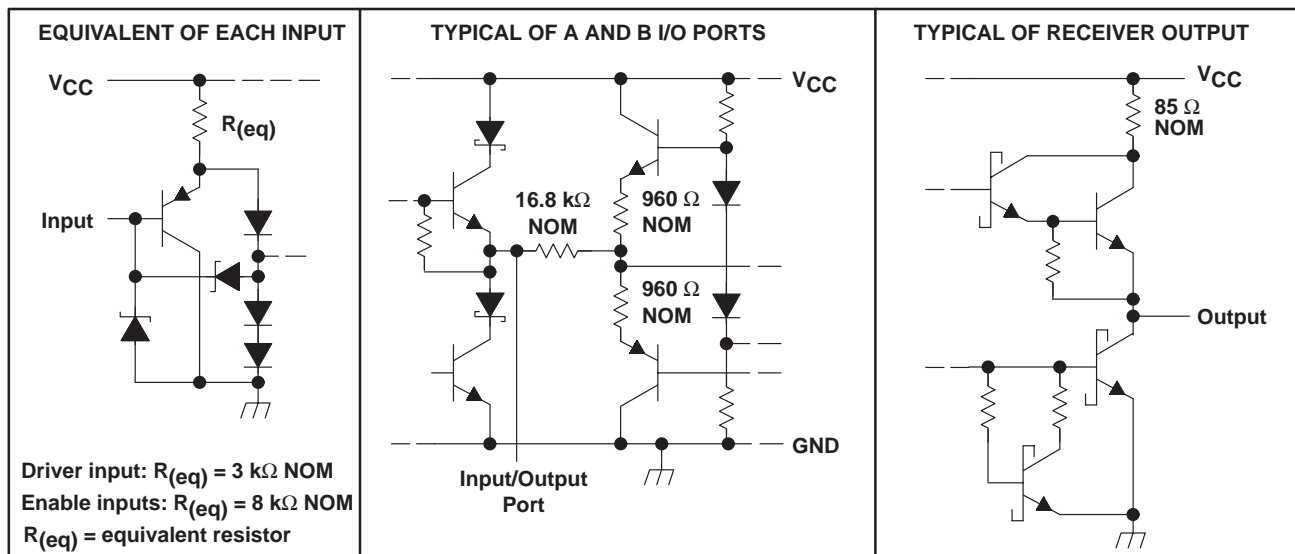 EQUIVALENT OF EACH INPUT
VCC
R(eq)
Input
Driver input: R(eq) = 3 kΩ NOM
Enable inputs: R(eq) = 8 kΩ NOM
R(eq) = equivalent resistor
TYPICAL OF A AND B I/O PORTS
VCC
16.8 kΩ
NOM
960 Ω
NOM
960 Ω
NOM
GND
Input/Output
Port
TYPICAL OF RECEIVER OUTPUT
VCC
85 Ω
NOM
Output